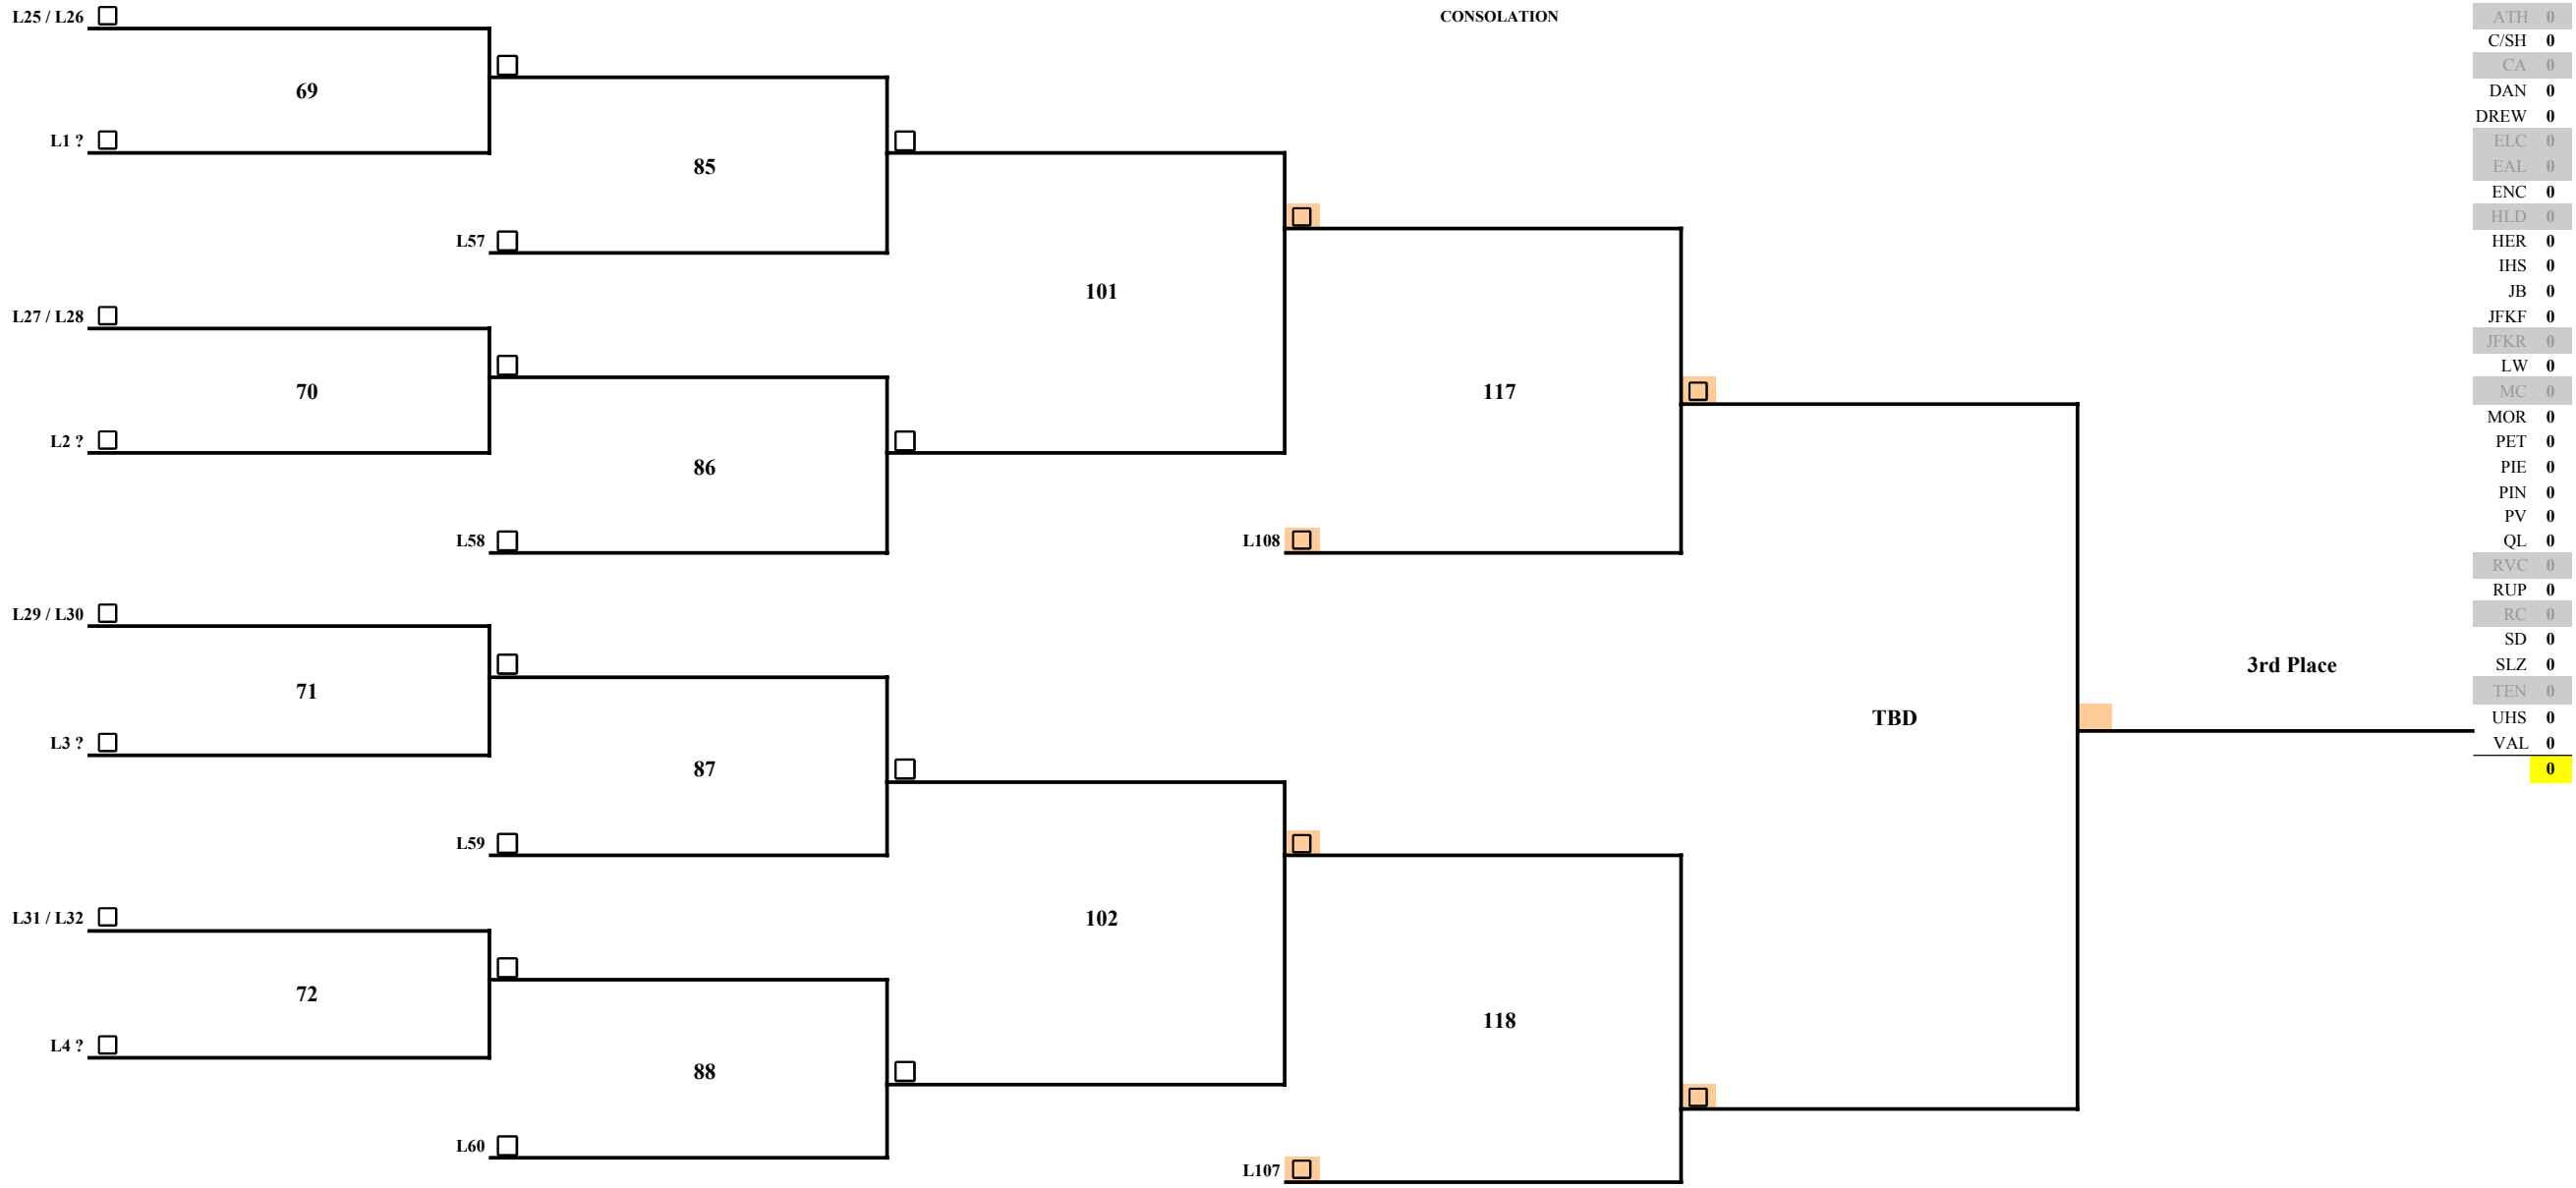 CONSOLATION
L25 / L26
69
L1 ?
85
L57
101
L27 / L28
70
L2 ?
86
L58
117
L108
L29 / L30
71
L3 ?
87
L59
102
L31 / L32
72
L4 ?
88
L60
118
L107
TBD
3rd Place
ATH 0
C/SH 0
CA 0
DAN 0
DREW 0
ELC 0
EAL 0
ENC 0
HLD 0
HER 0
IHS 0
JB 0
JFKF 0
JFKR 0
LW 0
MC 0
MOR 0
PET 0
PIE 0
PIN 0
PV 0
QL 0
RVC 0
RUP 0
RC 0
SD 0
SLZ 0
TEN 0
UHS 0
VAL 0
0